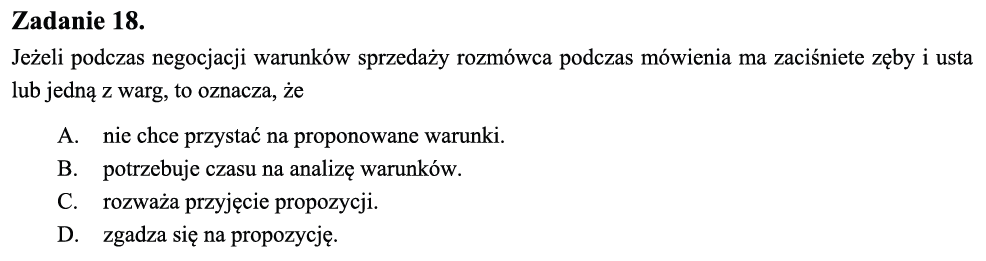 Zadanie 18.
Jeżeli podczas negocjacji warunków sprzedaży rozmówca podczas mówienia ma zaciśniete zęby i usta
lub jedną z warg, to oznacza, że
A. nie chce przystać na proponowane warunki.
B. potrzebuje czasu na analizę warunków.
C. rozważa przyjęcie propozycji.
D. zgadza się na propozycję.